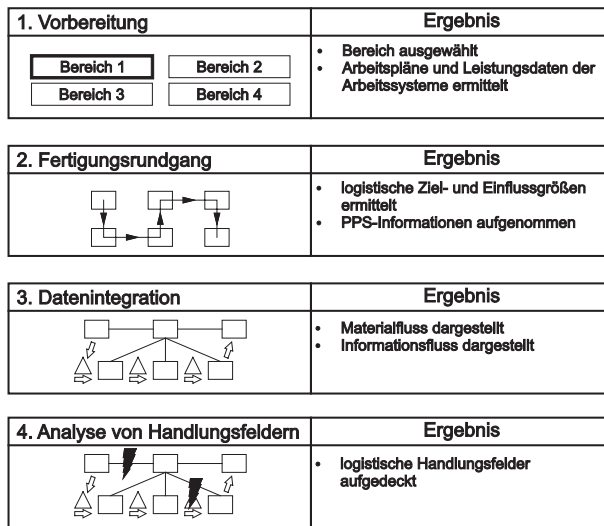 1. Vorbereitung
Ergebnis
Bereich 1
Bereich 2
Bereich 3
Bereich 4
• Bereich ausgewählt
• Arbeitspläne und Leistungsdaten der
Arbeitssysteme ermittelt
2. Fertigungsrundgang
Ergebnis
• logistische Ziel- und Einflussgrößen
ermittelt
• PPS-Informationen aufgenommen
3. Datenintegration
Ergebnis
• Materialfluss dargestellt
• Informationsfluss dargestellt
4. Analyse von Handlungsfeldern
Ergebnis
• logistische Handlungsfelder
aufgedeckt